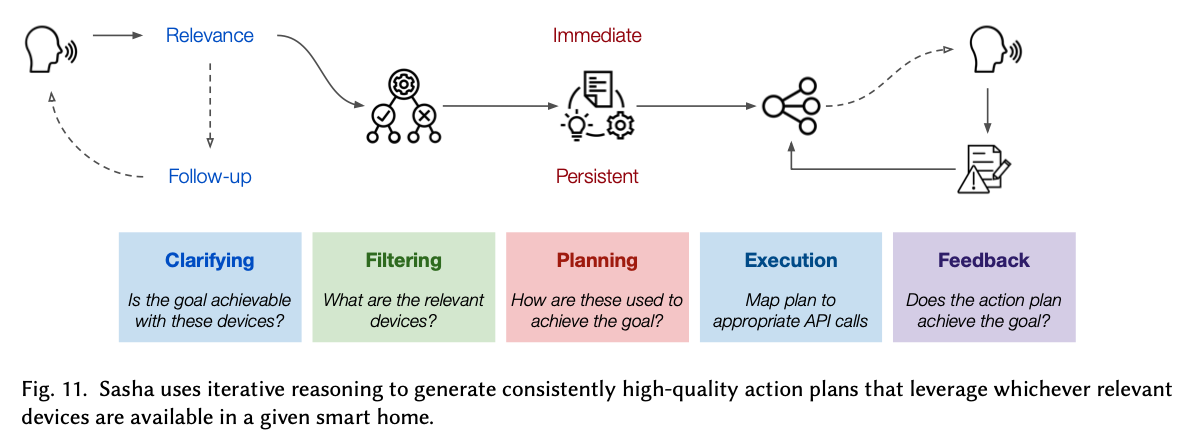 Relevance
Immediate
Follow-up
Persistent
Clarifying
Is the goal achievable
with these devices?
Filtering
What are the relevant
devices?
Planning
How are these used to
achieve the goal?
Execution
Map plan to
appropriate API calls
Feedback
Does the action plan
achieve the goal?
Fig. 11. Sasha uses iterative reasoning to generate consistently high-quality action plans that leverage whichever relevant
devices are available in a given smart home.